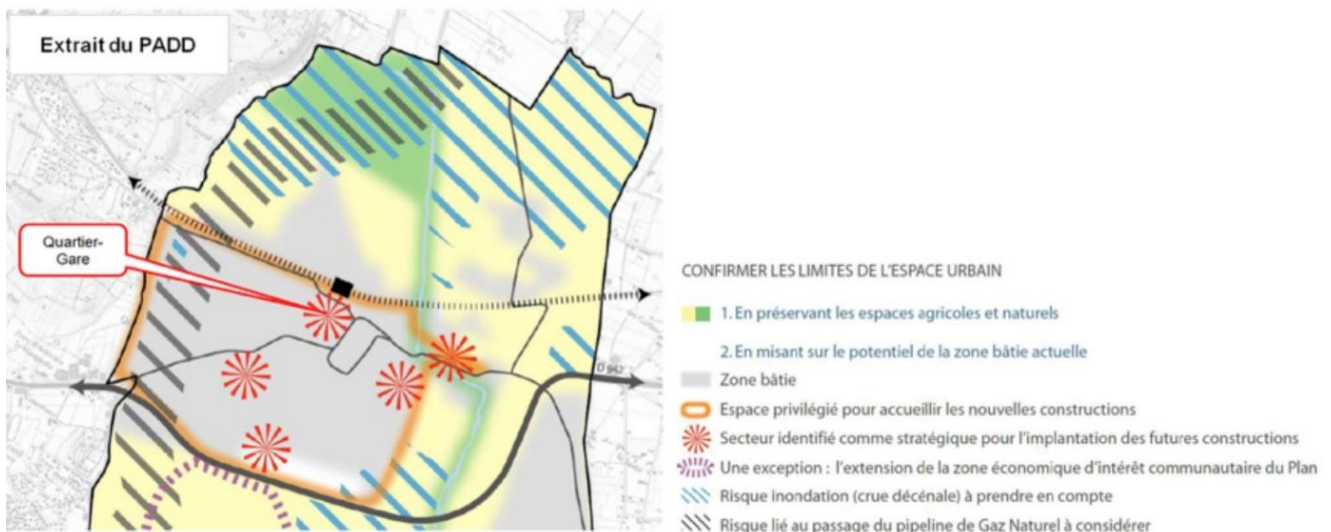 Extrait du PADD
Quartier-
Gare
D 942
CONFIRMER LES LIMITES DE L'ESPACE URBAIN
1. En préservant les espaces agricoles et naturels
2. En misant sur le potentiel de la zone bâtie actuelle
Zone bâtie
Espace privilégié pour accueillir les nouvelles constructions
Secteur identifié comme stratégique pour l'implantation des futures constructions
Une exception : l'extension de la zone économique d'intérêt communautaire du Plan
Risque inondation (crue décénale) à prendre en compte
Risque lié au passage du pipeline de Gaz Naturel à considérer